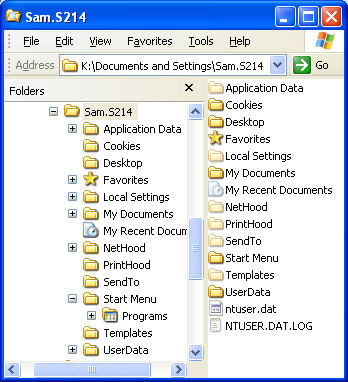 Sam.S214
File Edit View Favorites Tools Help
Address K:\Documents and Settings\Sam.S214 Go
Folders
Sam.S214
Application Data
Cookies
Desktop
Favorites
Local Settings
My Documents
My Recent Docum
NetHood
PrintHood
SendTo
Start Menu
Programs
Templates
UserData
Application Data
Cookies
Desktop
Favorites
Local Settings
My Documents
My Recent Documents
NetHood
PrintHood
SendTo
Start Menu
Templates
UserData
ntuser.dat
NTUSER.DAT.LOG